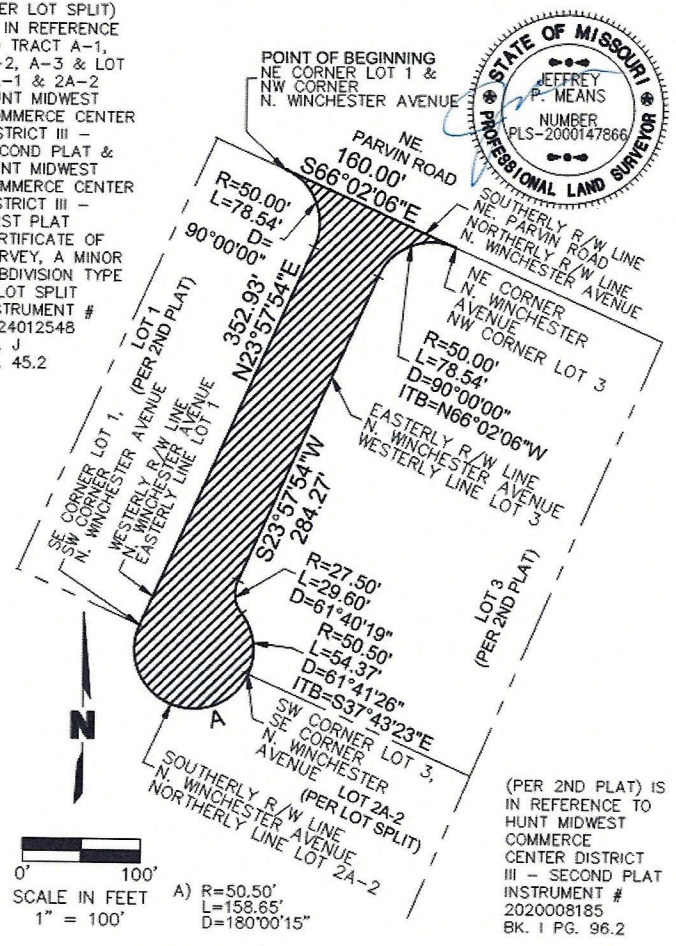 ER LOT SPLIT)
IN REFERENCE
TRACT A-1,
-2, A-3 & LOT
-1 & 2A-2
UNT MIDWEST
MMERCE CENTER
STRICT III –
COND PLAT &
UNT MIDWEST
MMERCE CENTER
STRICT III –
RST PLAT
RTIFICATE OF
RVEY, A MINOR
BDIVISION TYPE
LOT SPLIT
STRUMENT #
24012548
J
45.2
POINT OF BEGINNING
NE CORNER LOT 1 &
NW CORNER
N. WINCHESTER AVENUE
STATE OF MISSOURI
JEFFREY
P. MEANS
NUMBER
PLS-2000147866
PROFESSIONAL LAND SURVEYOR
NE.
PARVIN ROAD
160.00'
S66°02'06"E
R=50.00'
L=78.54'
D=
90°00'00"
SOUTHERLY R/W LINE
NE. PARVIN ROAD
NORTHERLY R/W LINE
N. WINCHESTER AVENUE
NE CORNER
N. WINCHESTER
AVENUE
NW CORNER LOT 3
352.93'
N23°57'54"E
LOT 1
(PER 2ND PLAT)
R=50.00'
L=78.54'
D=90°00'00"
ITB=N66°02'06"W
EASTERLY R/W LINE
N. WINCHESTER AVENUE
WESTERLY LINE LOT 3
SE CORNER LOT 1,
SW CORNER
N. WINCHESTER AVENUE
WESTERLY R/W LINE
N. WINCHESTER AVENUE
EASTERLY LINE LOT 1
S23°57'54"W
284.27'
LOT 3
(PER 2ND PLAT)
R=27.50'
L=29.60'
D=61°40'19"
R=50.50'
L=54.37'
D=61°41'26"
ITB=S37°43'23"E
N
A
SW CORNER LOT 3,
SE CORNER
N. WINCHESTER
AVENUE
LOT 2A-2
(PER LOT SPLIT)
SOUTHERLY R/W LINE
N. WINCHESTER AVENUE
NORTHERLY LINE LOT 2A-2
0' 100'
SCALE IN FEET
1" = 100'
A) R=50.50'
L=158.65'
D=180°00'15"
(PER 2ND PLAT) IS
IN REFERENCE TO
HUNT MIDWEST
COMMERCE
CENTER DISTRICT
III – SECOND PLAT
INSTRUMENT #
2020008185
BK. I PG. 96.2